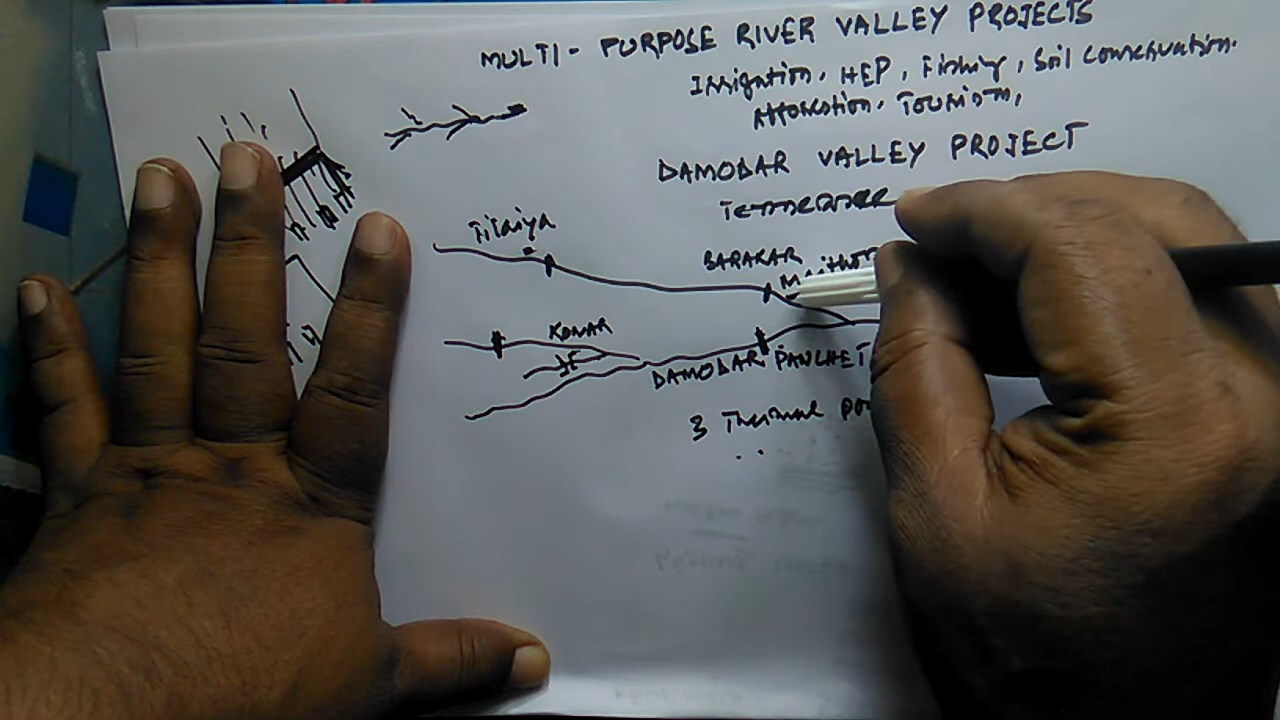 MULTI - PURPOSE RIVER VALLEY PROJECTS
Irrigation, HEP, Fishing, Soil Conservation.
Afforestation. Tourism,
DAMODAR VALLEY PROJECT
Tilaiya
BARAKAR
KONAR
DAMODAR PANCHET
3 Thermal